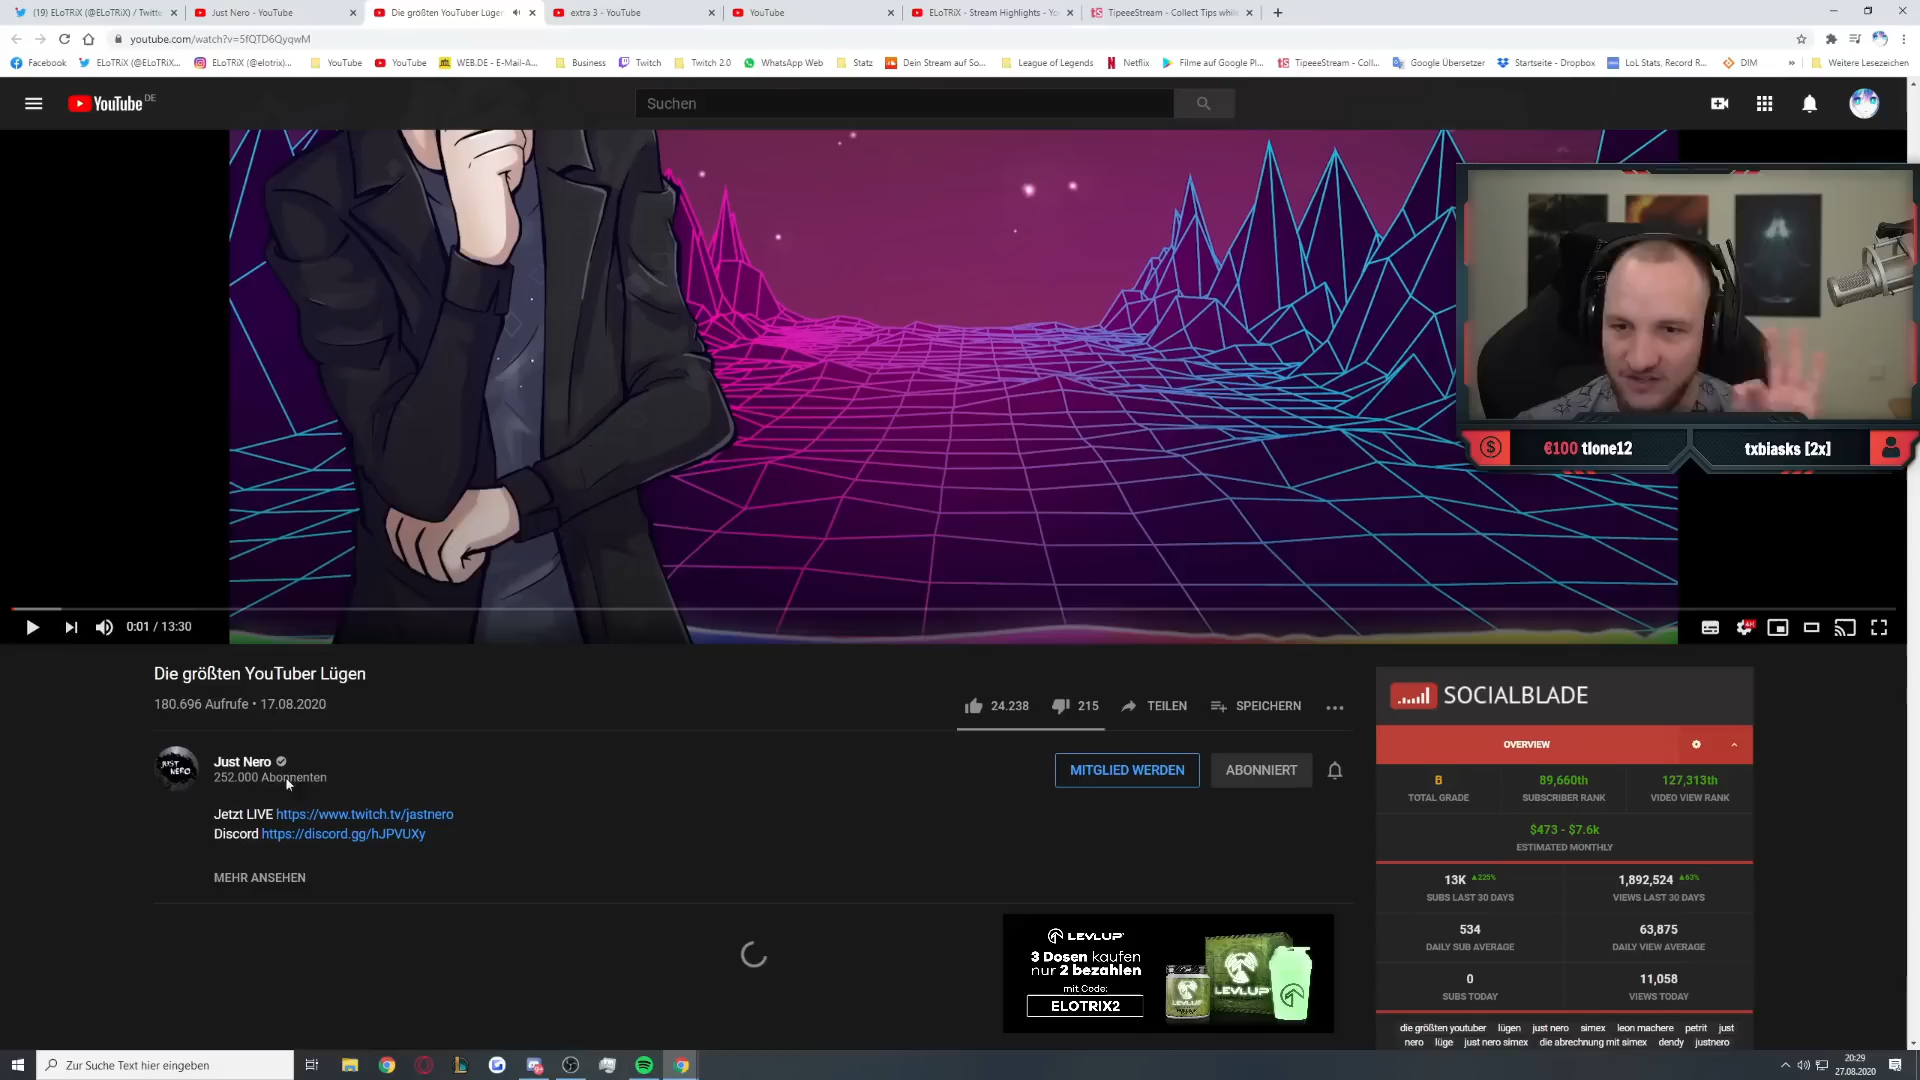 (19) ELoTRiX (@ELoTRiX) / Twitte
Just Nero - YouTube
Die größten YouTuber Lüger
extra 3 - YouTube
YouTube
ELoTRiX - Stream Highlights - Yo
TipeeeStream - Collect Tips while
youtube.com/watch?v=5fQTD6QyqwM
Facebook
ELoTRiX (@ELoTRiX)...
ELoTRiX (@elotrix)...
YouTube
YouTube
WEB.DE - E-Mail-A...
Business
Twitch
Twitch 2.0
WhatsApp Web
Statz
Dein Stream auf So...
League of Legends
Netflix
Filme auf Google Pl...
TipeeeStream - Coll...
Google Übersetzer
Startseite - Dropbox
LoL Stats, Record R...
DIM
Weitere Lesezeichen
YouTube DE
Suchen
€100 tlone12
txbiasks [2x]
0:01 / 13:30
Die größten YouTuber Lügen
180.696 Aufrufe • 17.08.2020
24.238
215
TEILEN
SPEICHERN
Just Nero
252.000 Abonnenten
MITGLIED WERDEN
ABONNIERT
Jetzt LIVE https://www.twitch.tv/jastnero
Discord https://discord.gg/hJPVUXy
MEHR ANSEHEN
LEVLUP
3 Dosen kaufen
nur 2 bezahlen
mit Code:
ELOTRIX2
LEVLUP
SOCIALBLADE
OVERVIEW
B
TOTAL GRADE
89,660th
SUBSCRIBER RANK
127,313th
VIDEO VIEW RANK
$473 - $7.6k
ESTIMATED MONTHLY
13K ▲225%
SUBS LAST 30 DAYS
1,892,524 ▲63%
VIEWS LAST 30 DAYS
534
DAILY SUB AVERAGE
63,875
DAILY VIEW AVERAGE
0
SUBS TODAY
11,058
VIEWS TODAY
die größten youtuber lügen just nero simex leon machere petrit just
nero lüge just nero simex die abrechnung mit simex dendy justnero
Zur Suche Text hier eingeben
20:29
27.08.2020